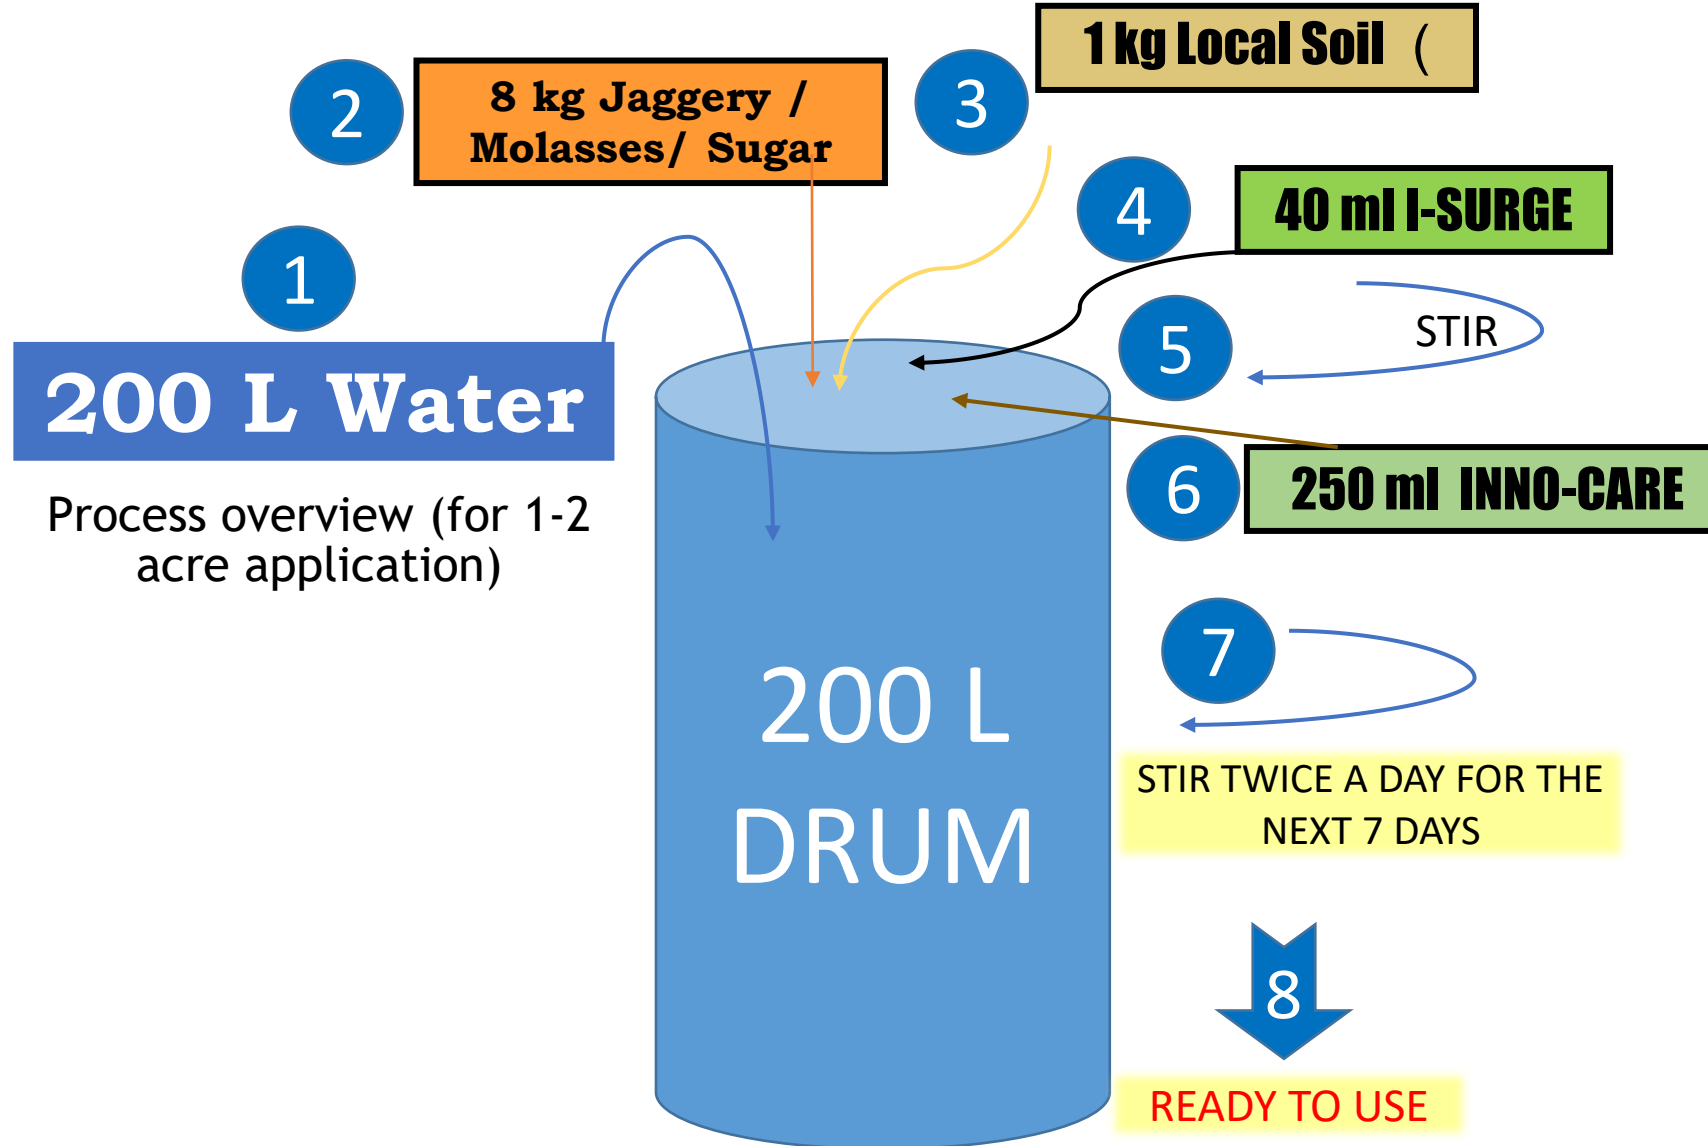 1
200 L Water
Process overview (for 1-2
acre application)
2
8 kg Jaggery /
Molasses/ Sugar
3
1 kg Local Soil (
4
40 ml I-SURGE
5
STIR
6
250 ml INNO-CARE
7
STIR TWICE A DAY FOR THE
NEXT 7 DAYS
8
READY TO USE
200 L
DRUM